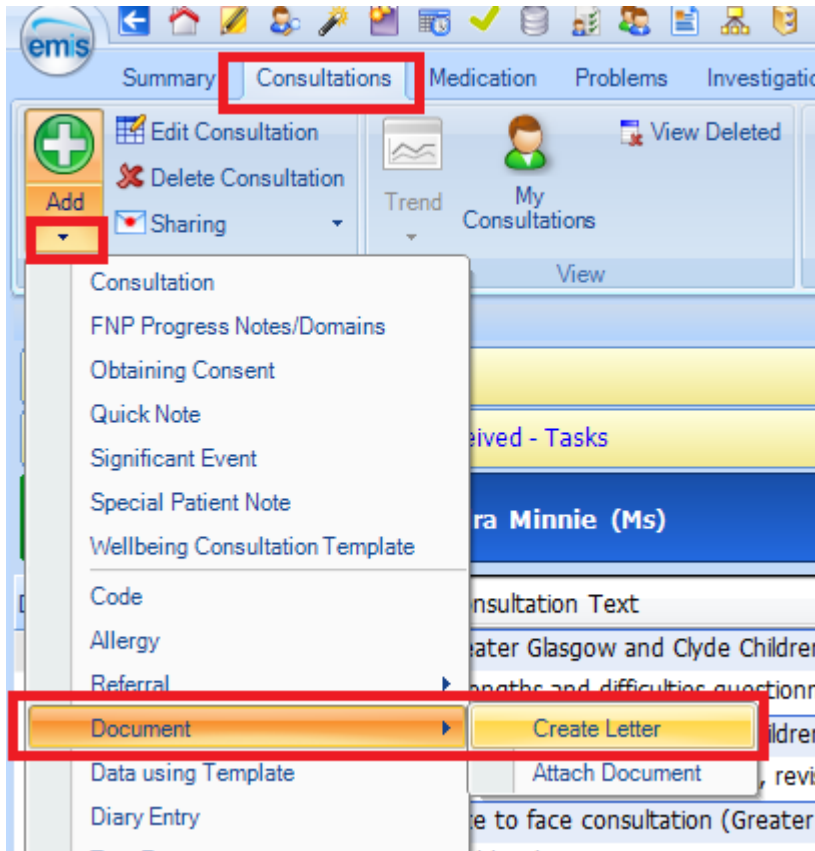 emis
Summary Consultations Medication Problems Investigatio
Add
Edit Consultation
Delete Consultation
Sharing
Trend
My
Consultations
View Deleted
View
Consultation
FNP Progress Notes/Domains
Obtaining Consent
Quick Note
Significant Event
Special Patient Note
Wellbeing Consultation Template
Code
Allergy
Referral
Document
Data using Template
Diary Entry
Create Letter
Attach Document
eived - Tasks
ra Minnie (Ms)
nsultation Text
eater Glasgow and Clyde Childre
engths and difficulties questionn
ildren
, revis
e to face consultation (Greater